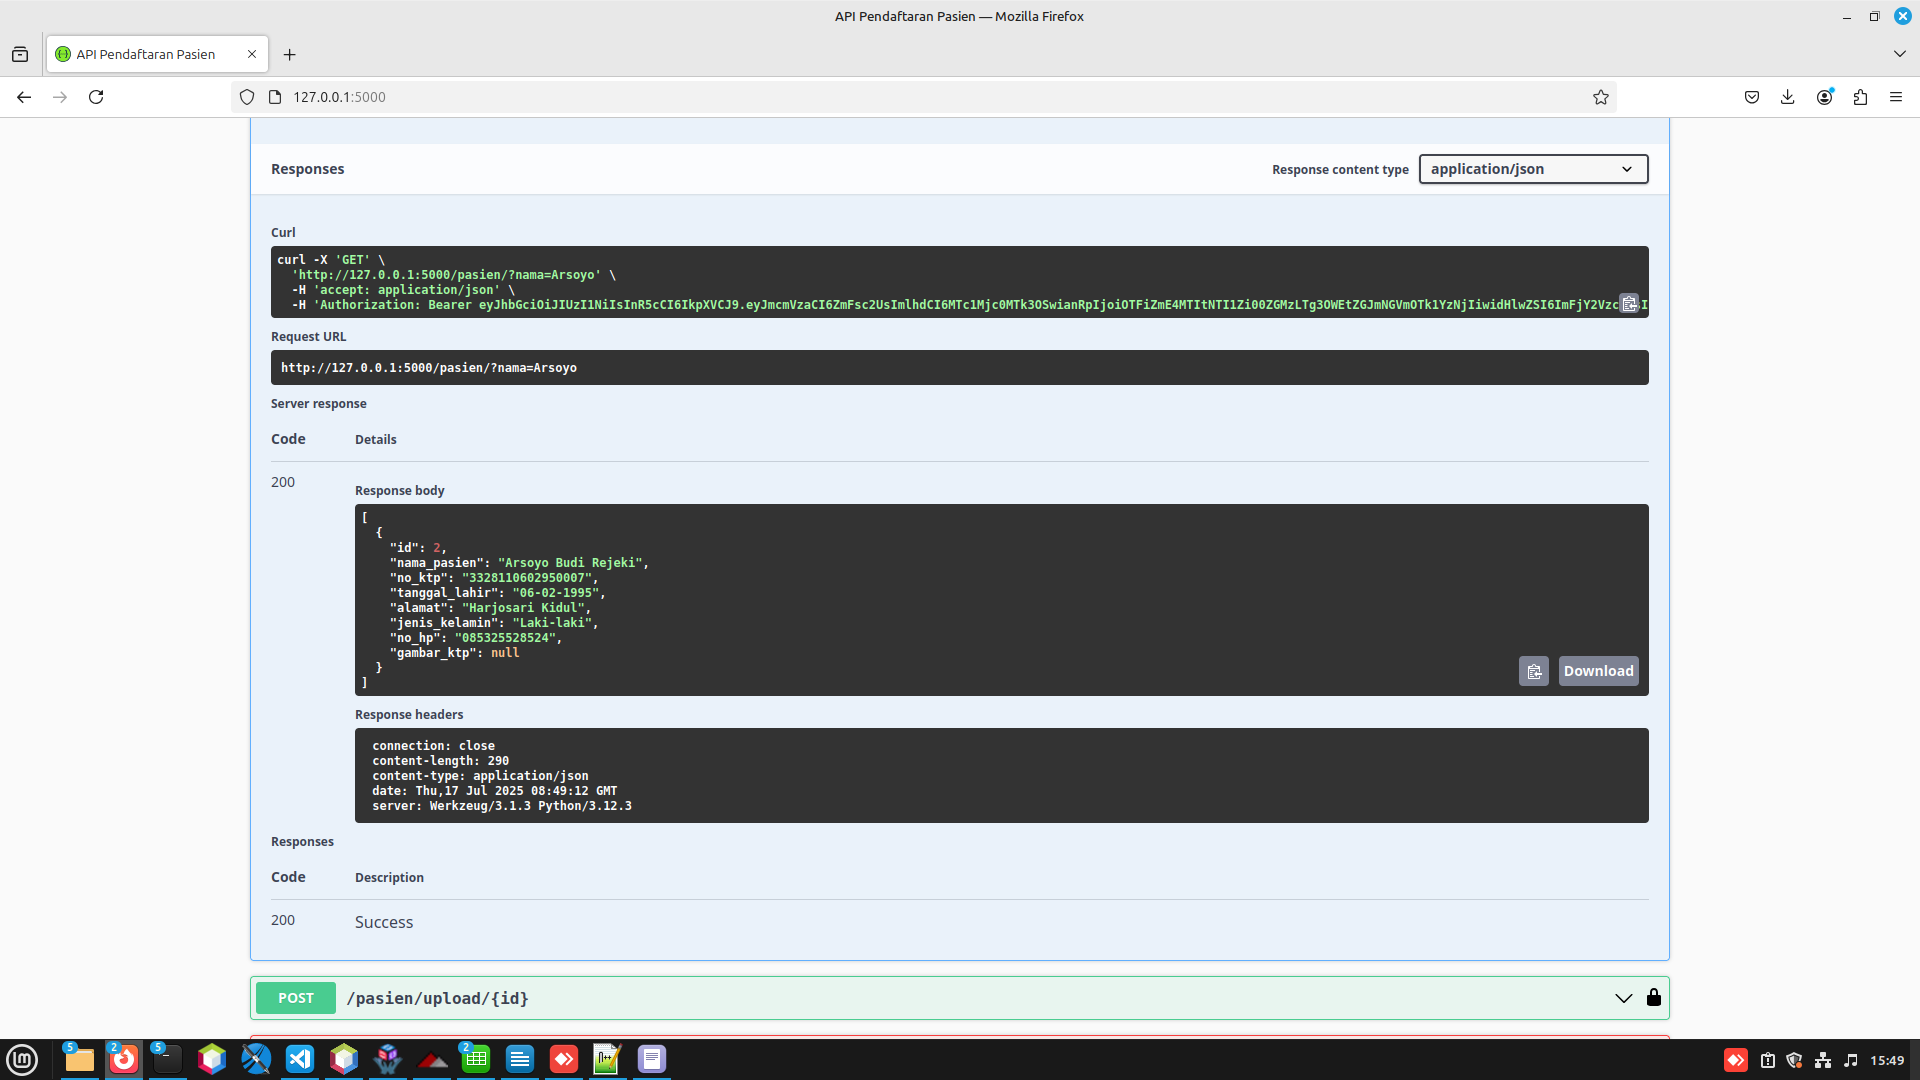 API Pendaftaran Pasien — Mozilla Firefox
API Pendaftaran Pasien
127.0.0.1:5000
Responses
Response content type
application/json
Curl
curl -X 'GET' \
  'http://127.0.0.1:5000/pasien/?nama=Arsoyo' \
  -H 'accept: application/json' \
  -H 'Authorization: Bearer eyJhbGciOiJIUzI1NiIsInR5cCI6IkpXVCJ9.eyJmcmVzaCI6ZmFsc2UsImlhdCI6MTc1Mjc0MTk3OSwianRpIjoiOTFiZmE4MTItNTI1Zi00ZGMzLTg3OWEtZGJmNGVmOTk1YzNjIiwidHlwZSI6ImFjY2Vzc
Request URL
http://127.0.0.1:5000/pasien/?nama=Arsoyo
Server response
Code
Details
200
Response body
[
  {
    "id": 2,
    "nama_pasien": "Arsoyo Budi Rejeki",
    "no_ktp": "3328110602950007",
    "tanggal_lahir": "06-02-1995",
    "alamat": "Harjosari Kidul",
    "jenis_kelamin": "Laki-laki",
    "no_hp": "085325528524",
    "gambar_ktp": null
  }
]
Download
Response headers
connection: close
content-length: 290
content-type: application/json
date: Thu,17 Jul 2025 08:49:12 GMT
server: Werkzeug/3.1.3 Python/3.12.3
Responses
Code
Description
200
Success
POST
/pasien/upload/{id}
5
2
5
2
15:49